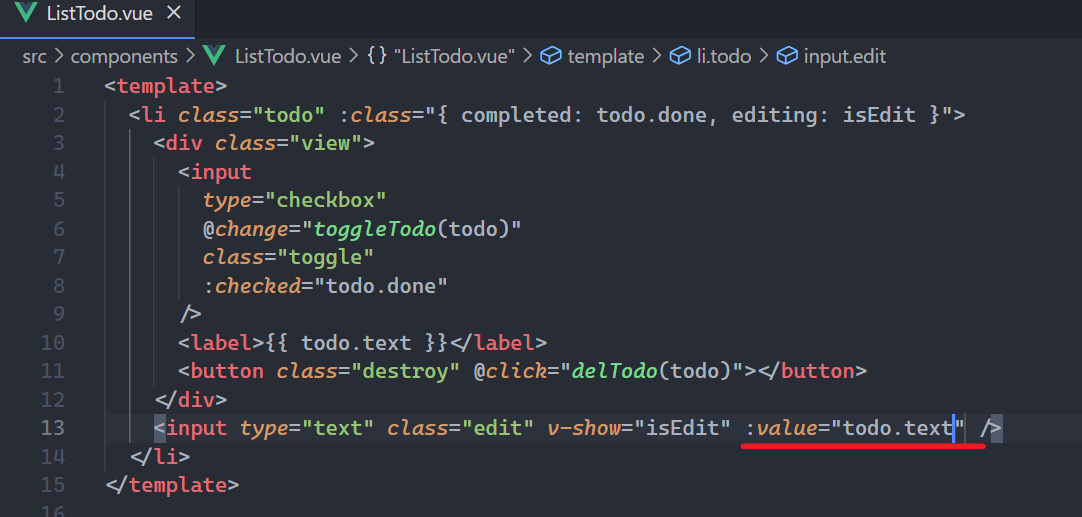 ListTodo.vue ×
src > components > ListTodo.vue > {} "ListTodo.vue" > template > li.todo > input.edit
1 <template>
2 <li class="todo" :class="{ completed: todo.done, editing: isEdit }">
3 <div class="view">
4 <input
5 type="checkbox"
6 @change="toggleTodo(todo)"
7 class="toggle"
8 :checked="todo.done"
9 />
10 <label>{{ todo.text }}</label>
11 <button class="destroy" @click="delTodo(todo)"></button>
12 </div>
13 <input type="text" class="edit" v-show="isEdit" :value="todo.text" />
14 </li>
15 </template>
16